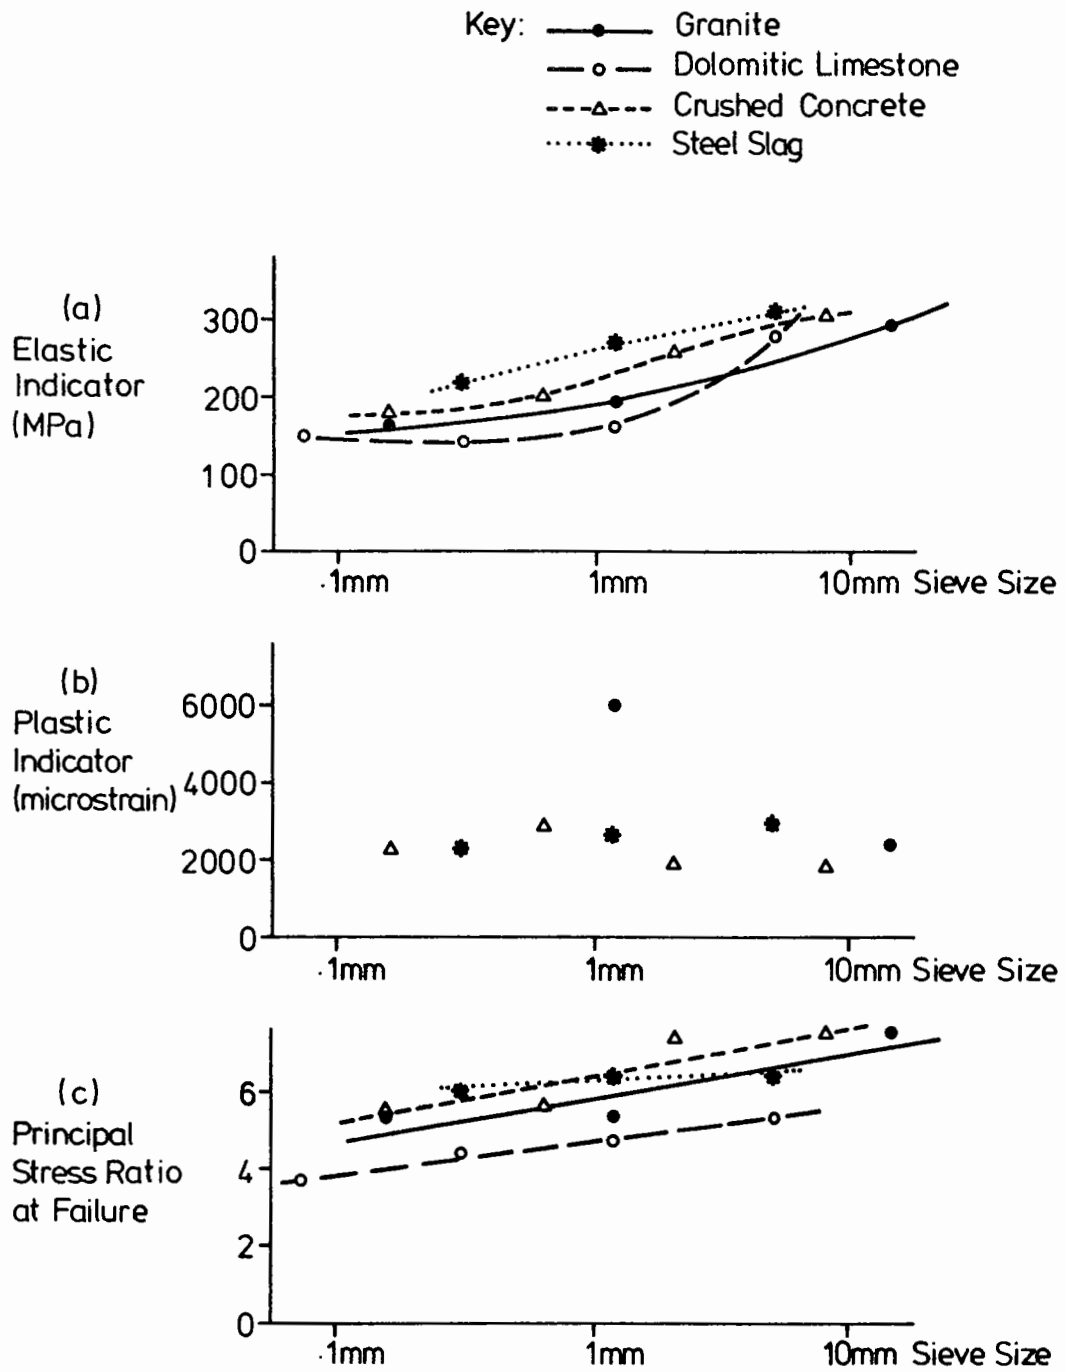 Key: Granite
Dolomitic Limestone
Crushed Concrete
Steel Slag
(a)
Elastic
Indicator
(MPa)
300
200
100
0
.1mm 1mm 10mm Sieve Size
(b)
Plastic
Indicator
(microstrain)
6000
4000
2000
0
.1mm 1mm 10mm Sieve Size
(c)
Principal
Stress Ratio
at Failure
6
4
2
0
.1mm 1mm 10mm Sieve Size